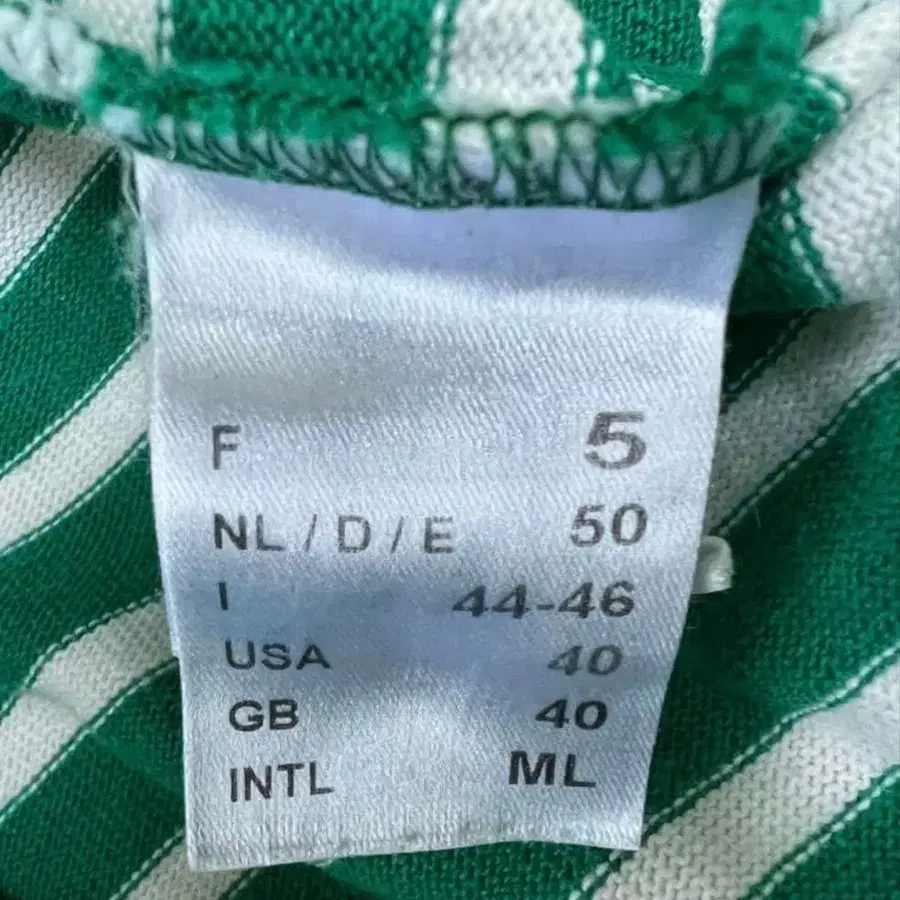 F 5
NL / D / E 50
I 44-46
USA 40
GB 40
INTL ML